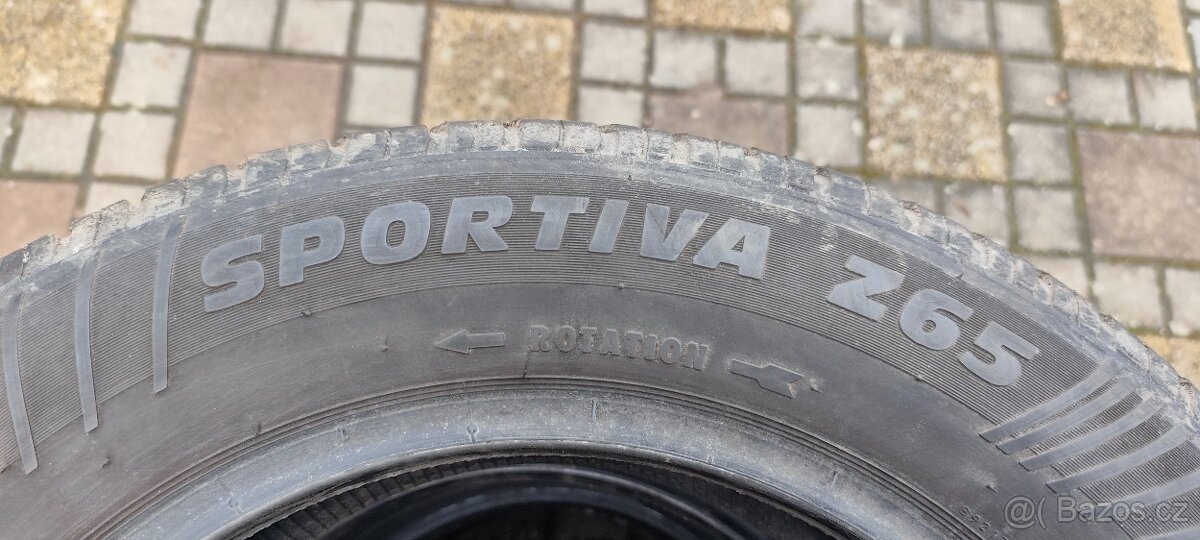 SPORTIVA Z65
ROTATION
@ Bazos.cz